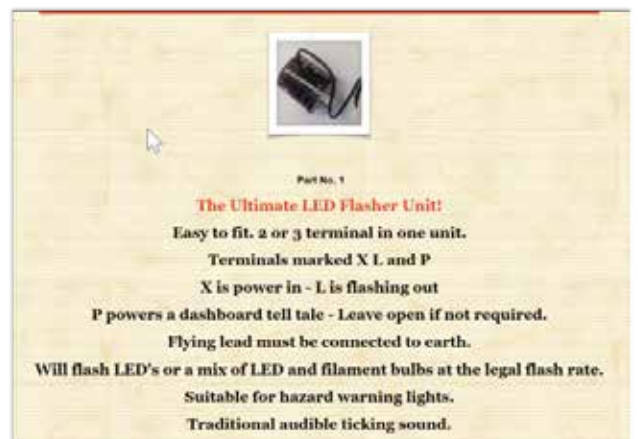 Part No. 1
The Ultimate LED Flasher Unit!
Easy to fit. 2 or 3 terminal in one unit.
Terminals marked X L and P
X is power in - L is flashing out
P powers a dashboard tell tale - Leave open if not required.
Flying lead must be connected to earth.
Will flash LED's or a mix of LED and filament bulbs at the legal flash rate.
Suitable for hazard warning lights.
Traditional audible ticking sound.